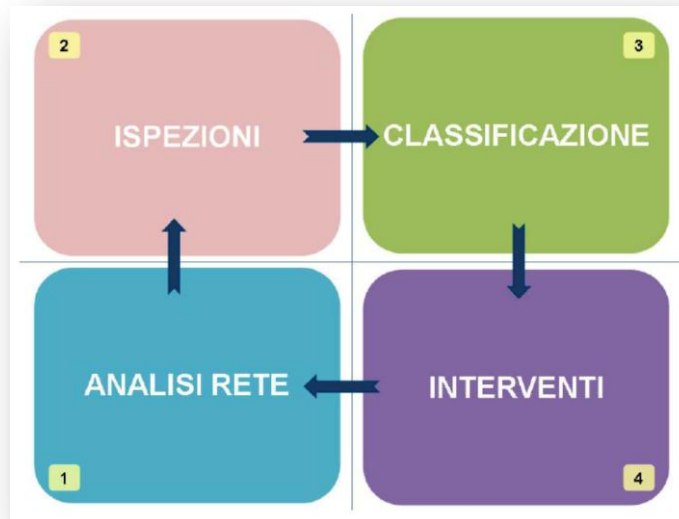 2
ISPEZIONI
3
CLASSIFICAZIONE
ANALISI RETE
1
INTERVENTI
4